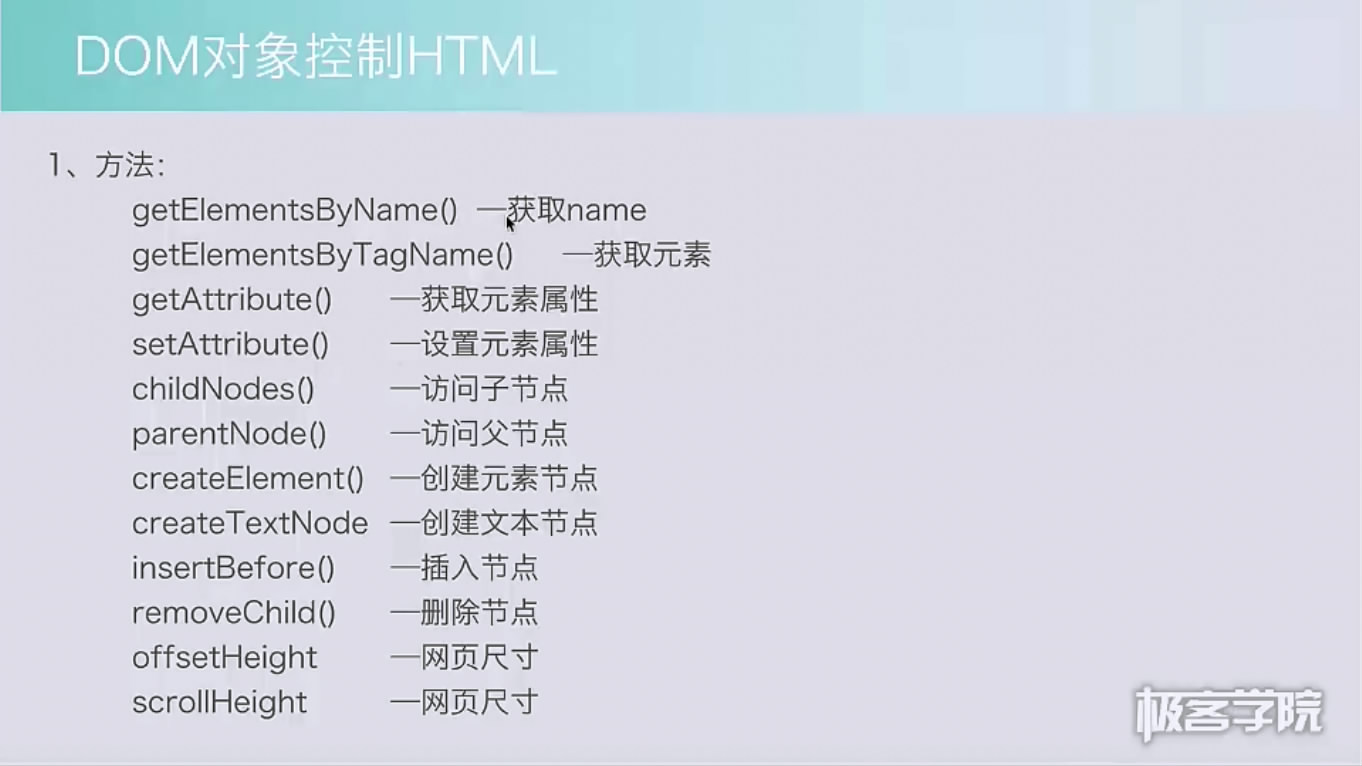 DOM对象控制HTML
1、方法:
getElementsByName() —获取name
getElementsByTagName() —获取元素
getAttribute() —获取元素属性
setAttribute() —设置元素属性
childNodes() —访问子节点
parentNode() —访问父节点
createElement() —创建元素节点
createTextNode —创建文本节点
insertBefore() —插入节点
removeChild() —删除节点
offsetHeight —网页尺寸
scrollHeight —网页尺寸
极客学院